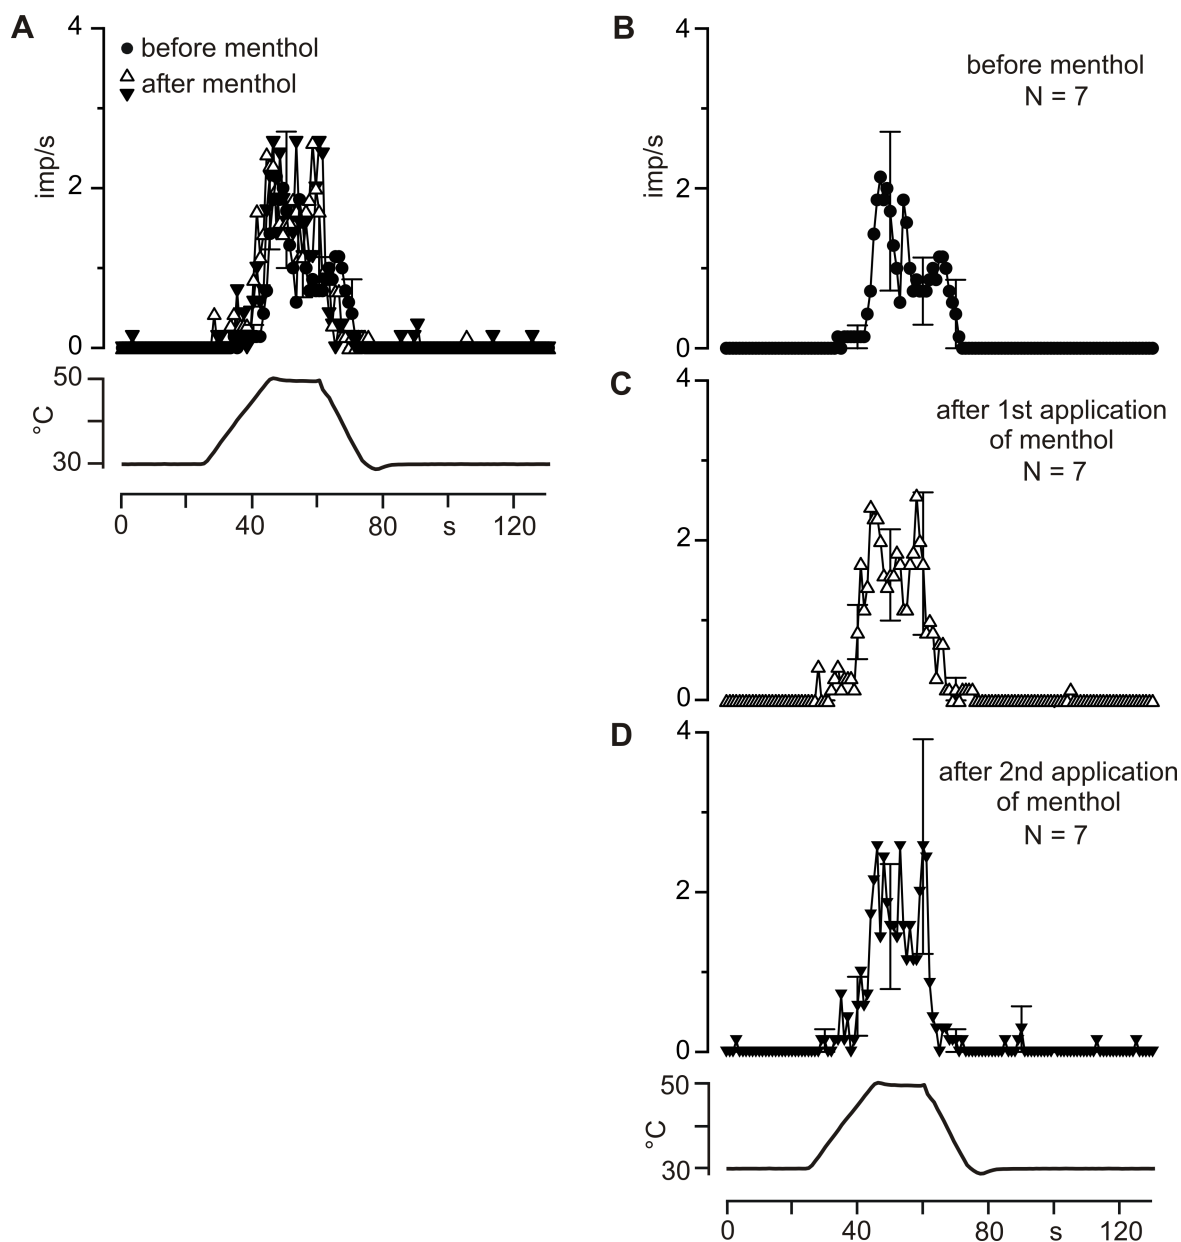 A
4
2
0
imp/s
before menthol
after menthol
50
30
°C
0
40
80
s
120
B
4
2
0
imp/s
before menthol
N = 7
C
4
2
0
after 1st application
of menthol
N = 7
D
4
2
0
after 2nd application
of menthol
N = 7
50
30
°C
0
40
80
s
120